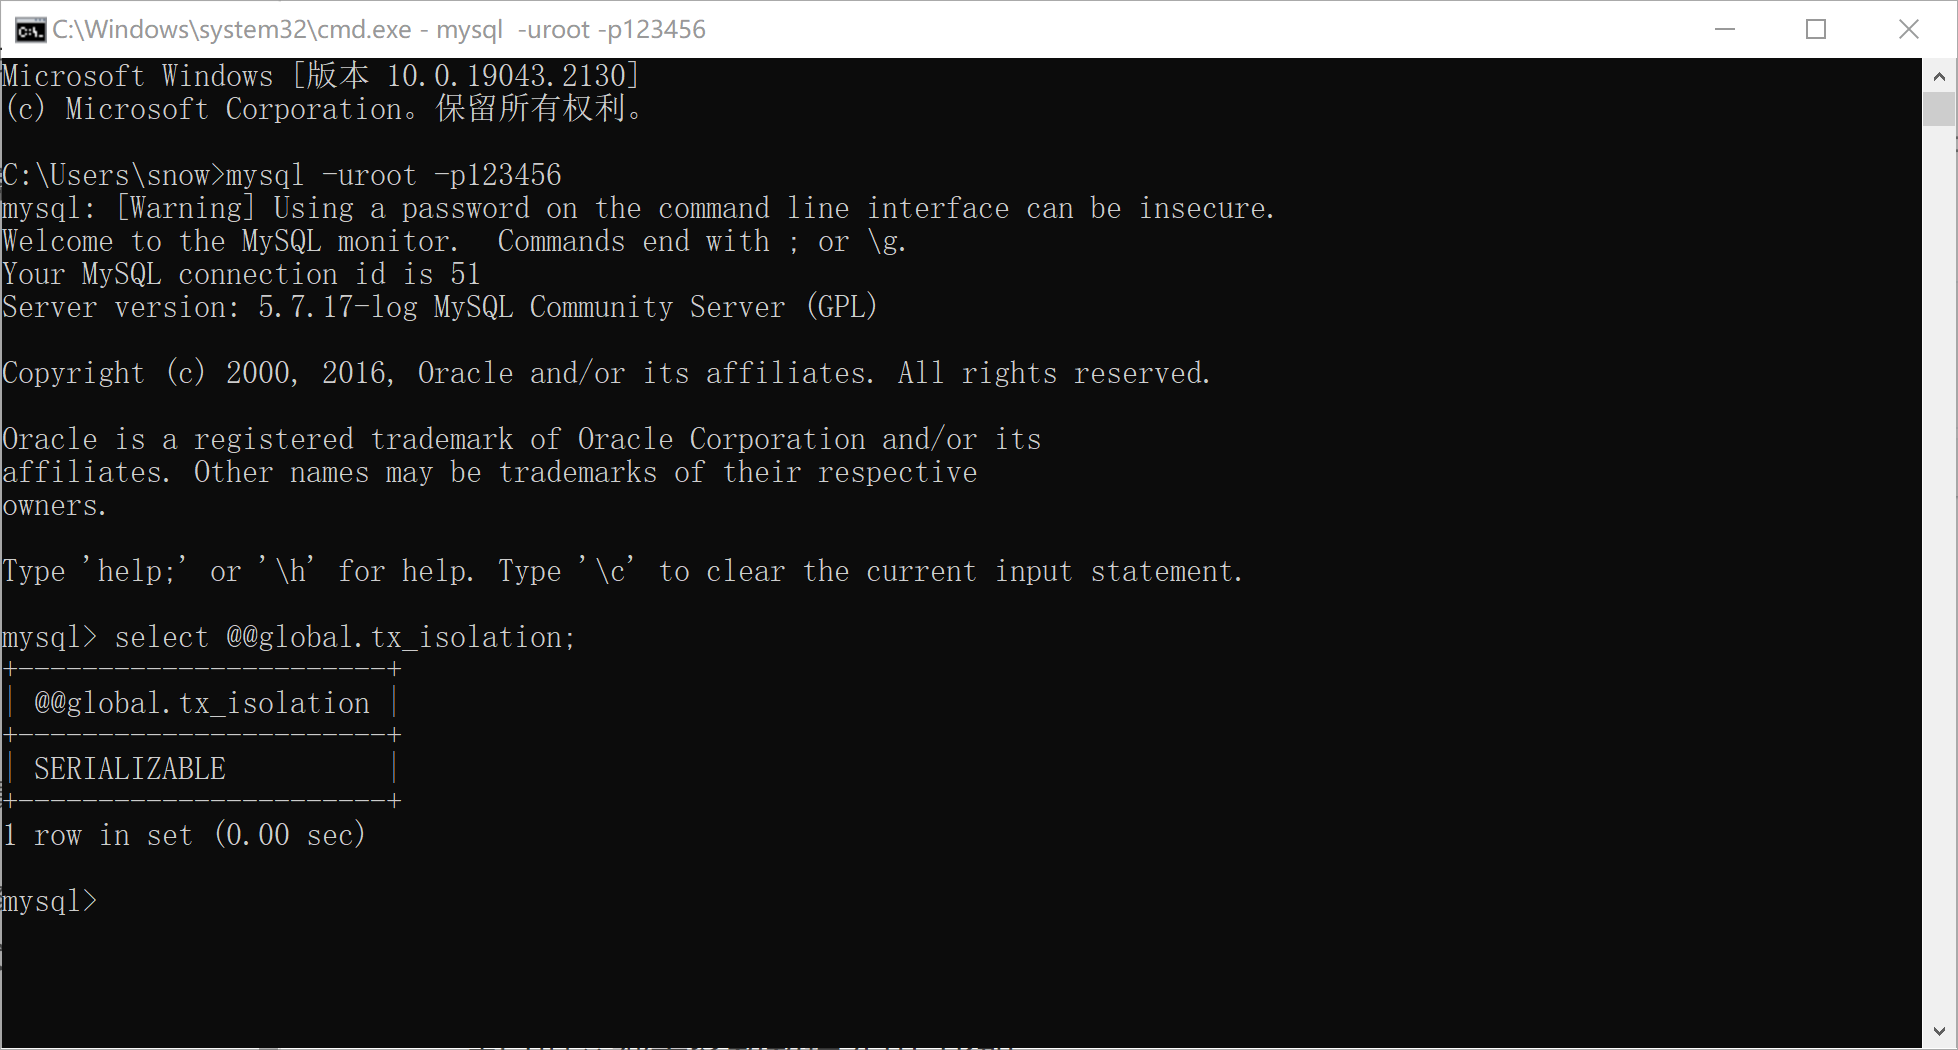 C:\Windows\system32\cmd.exe - mysql  -uroot -p123456
Microsoft Windows [版本 10.0.19043.2130]
(c) Microsoft Corporation。保留所有权利。
C:\Users\snow>mysql -uroot -p123456
mysql: [Warning] Using a password on the command line interface can be insecure.
Welcome to the MySQL monitor.  Commands end with ; or \g.
Your MySQL connection id is 51
Server version: 5.7.17-log MySQL Community Server (GPL)
Copyright (c) 2000, 2016, Oracle and/or its affiliates. All rights reserved.
Oracle is a registered trademark of Oracle Corporation and/or its
affiliates. Other names may be trademarks of their respective
owners.
Type 'help;' or '\h' for help. Type '\c' to clear the current input statement.
mysql> select @@global.tx_isolation;
+-----------------------+
| @@global.tx_isolation |
+-----------------------+
| SERIALIZABLE          |
+-----------------------+
1 row in set (0.00 sec)
mysql>